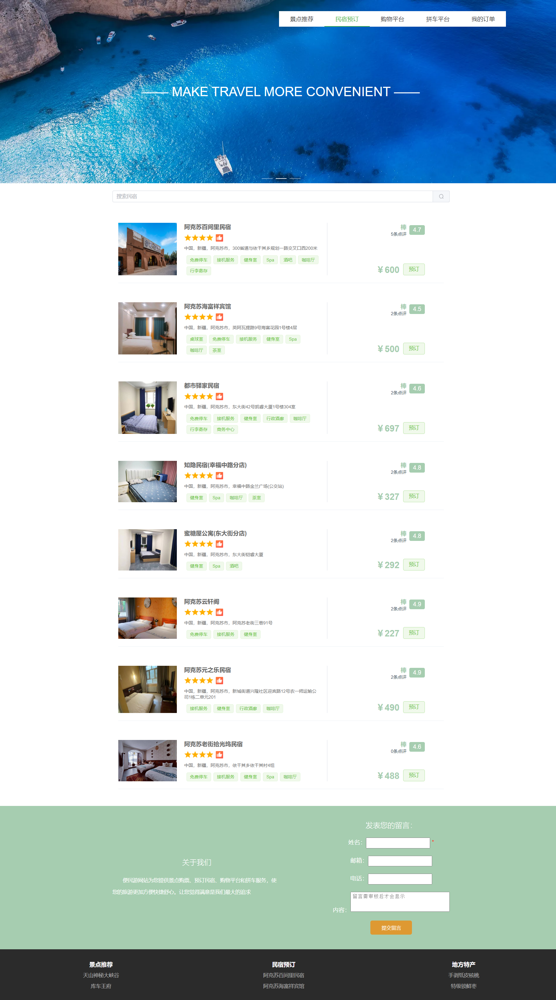 景点推荐 民宿预订 购物平台 拼车平台 我的订单
—— MAKE TRAVEL MORE CONVENIENT ——
搜索民宿
阿克苏百间里民宿
棒 4.7
5条点评
中国，新疆，阿克苏市，300省道与依干其乡规划一路交叉口西200米
免费停车 接机服务 健身室 Spa 酒吧 咖啡厅
行李寄存
¥ 600 预订
阿克苏海富祥宾馆
棒 4.5
2条点评
中国，新疆，阿克苏市，英阿瓦提路9号海富花园1号楼4层
桌球室 免费停车 接机服务 健身室 Spa
咖啡厅 茶室
¥ 500 预订
都市驿家民宿
棒 4.6
2条点评
中国，新疆，阿克苏市，东大街42号凯睿大厦1号楼304室
免费停车 接机服务 健身室 行政酒廊 咖啡厅
行李寄存 商务中心
¥ 697 预订
知隐民宿(幸福中路分店)
棒 4.8
2条点评
中国，新疆，阿克苏市，幸福中路金兰广场(公交站)
健身室 Spa 咖啡厅 茶室
¥ 327 预订
蜜糖屋公寓(东大街分店)
棒 4.8
2条点评
中国，新疆，阿克苏市，东大街铠睿大厦
健身室 Spa 酒吧
¥ 292 预订
阿克苏云轩阁
棒 4.9
2条点评
中国，新疆，阿克苏市，阿克苏老街三巷91号
免费停车 接机服务 健身室
¥ 227 预订
阿克苏元之乐民宿
棒 4.9
2条点评
中国，新疆，阿克苏市，新城街道兴隆社区迎宾路12号农一师运输公
司1栋二单元201
接机服务 健身室 行政酒廊 咖啡厅
¥ 490 预订
阿克苏老街拾光坞民宿
棒 4.6
0条点评
中国，新疆，阿克苏市，依干其乡依干其村4组
免费停车 接机服务 健身室 Spa 咖啡厅
¥ 488 预订
关于我们
便民游网站为您提供景点购票、预订民宿、购物平台和拼车服务，使
您的旅游更加方便快捷舒心。让您觉得满意是我们最大的追求
发表您的留言：
姓名： *
邮箱：
电话：
留言需审核后才会显示
内容：
提交留言
景点推荐 民宿预订 地方特产
天山神秘大峡谷 阿克苏百间里民宿 手剥纸皮核桃
库车王府 阿克苏海富祥宾馆 特级锁鲜枣